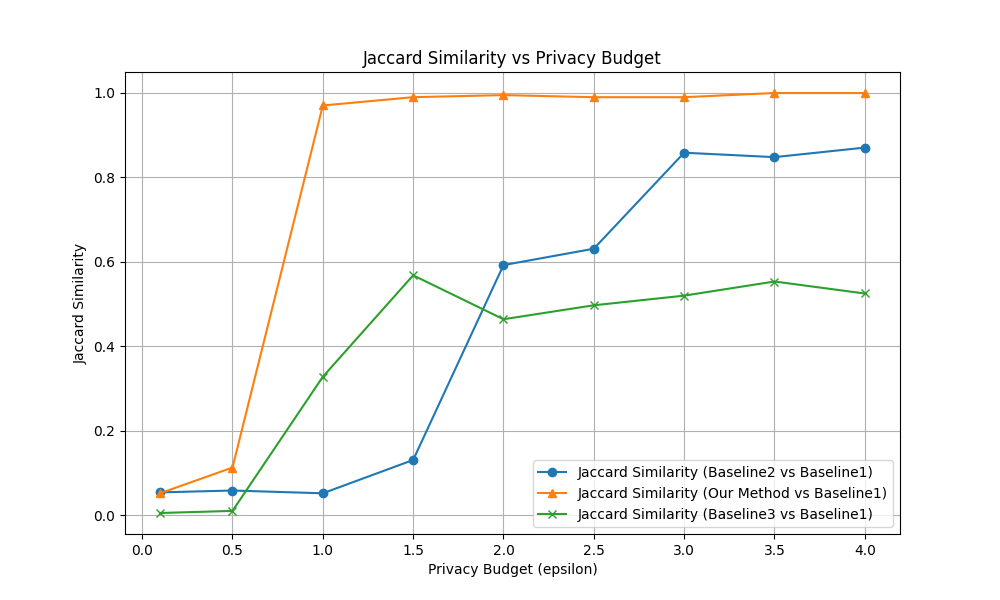 Jaccard Similarity vs Privacy Budget
1.0
0.8
0.6
0.4
0.2
0.0
Jaccard Similarity
Jaccard Similarity (Baseline2 vs Baseline1)
Jaccard Similarity (Our Method vs Baseline1)
Jaccard Similarity (Baseline3 vs Baseline1)
0.0 0.5 1.0 1.5 2.0 2.5 3.0 3.5 4.0
Privacy Budget (epsilon)